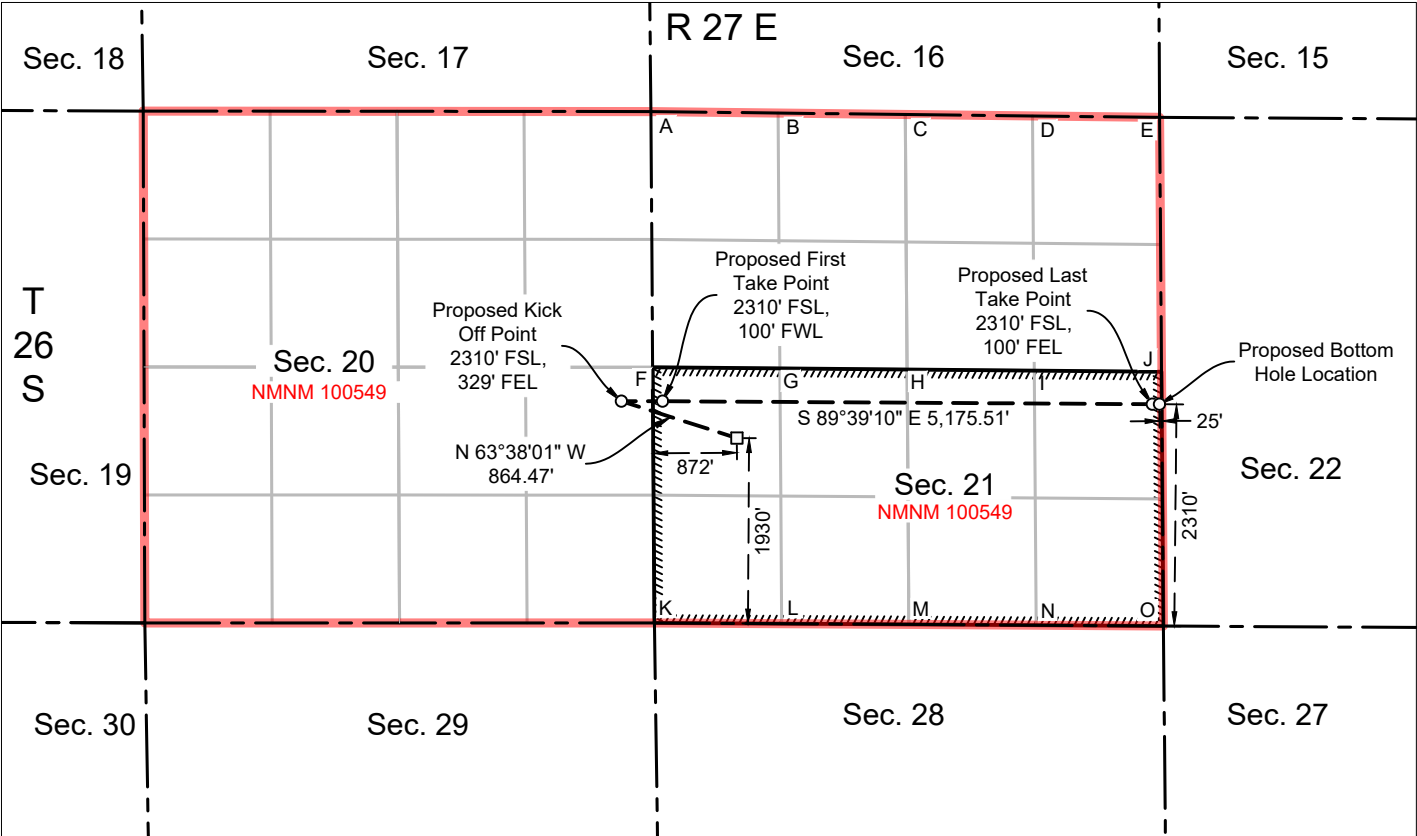 R 27 E
Sec. 18
Sec. 17
Sec. 16
Sec. 15
A
B
C
D
E
T
26
S
Proposed First
Take Point
2310' FSL,
100' FWL
Proposed Last
Take Point
2310' FSL,
100' FEL
Proposed Kick
Off Point
2310' FSL,
329' FEL
Proposed Bottom
Hole Location
Sec. 20
NMNM 100549
F
G
H
I
J
S 89°39'10" E 5,175.51'
25'
N 63°38'01" W
864.47'
872'
1930'
2310'
Sec. 19
Sec. 21
NMNM 100549
Sec. 22
K
L
M
N
O
Sec. 30
Sec. 29
Sec. 28
Sec. 27